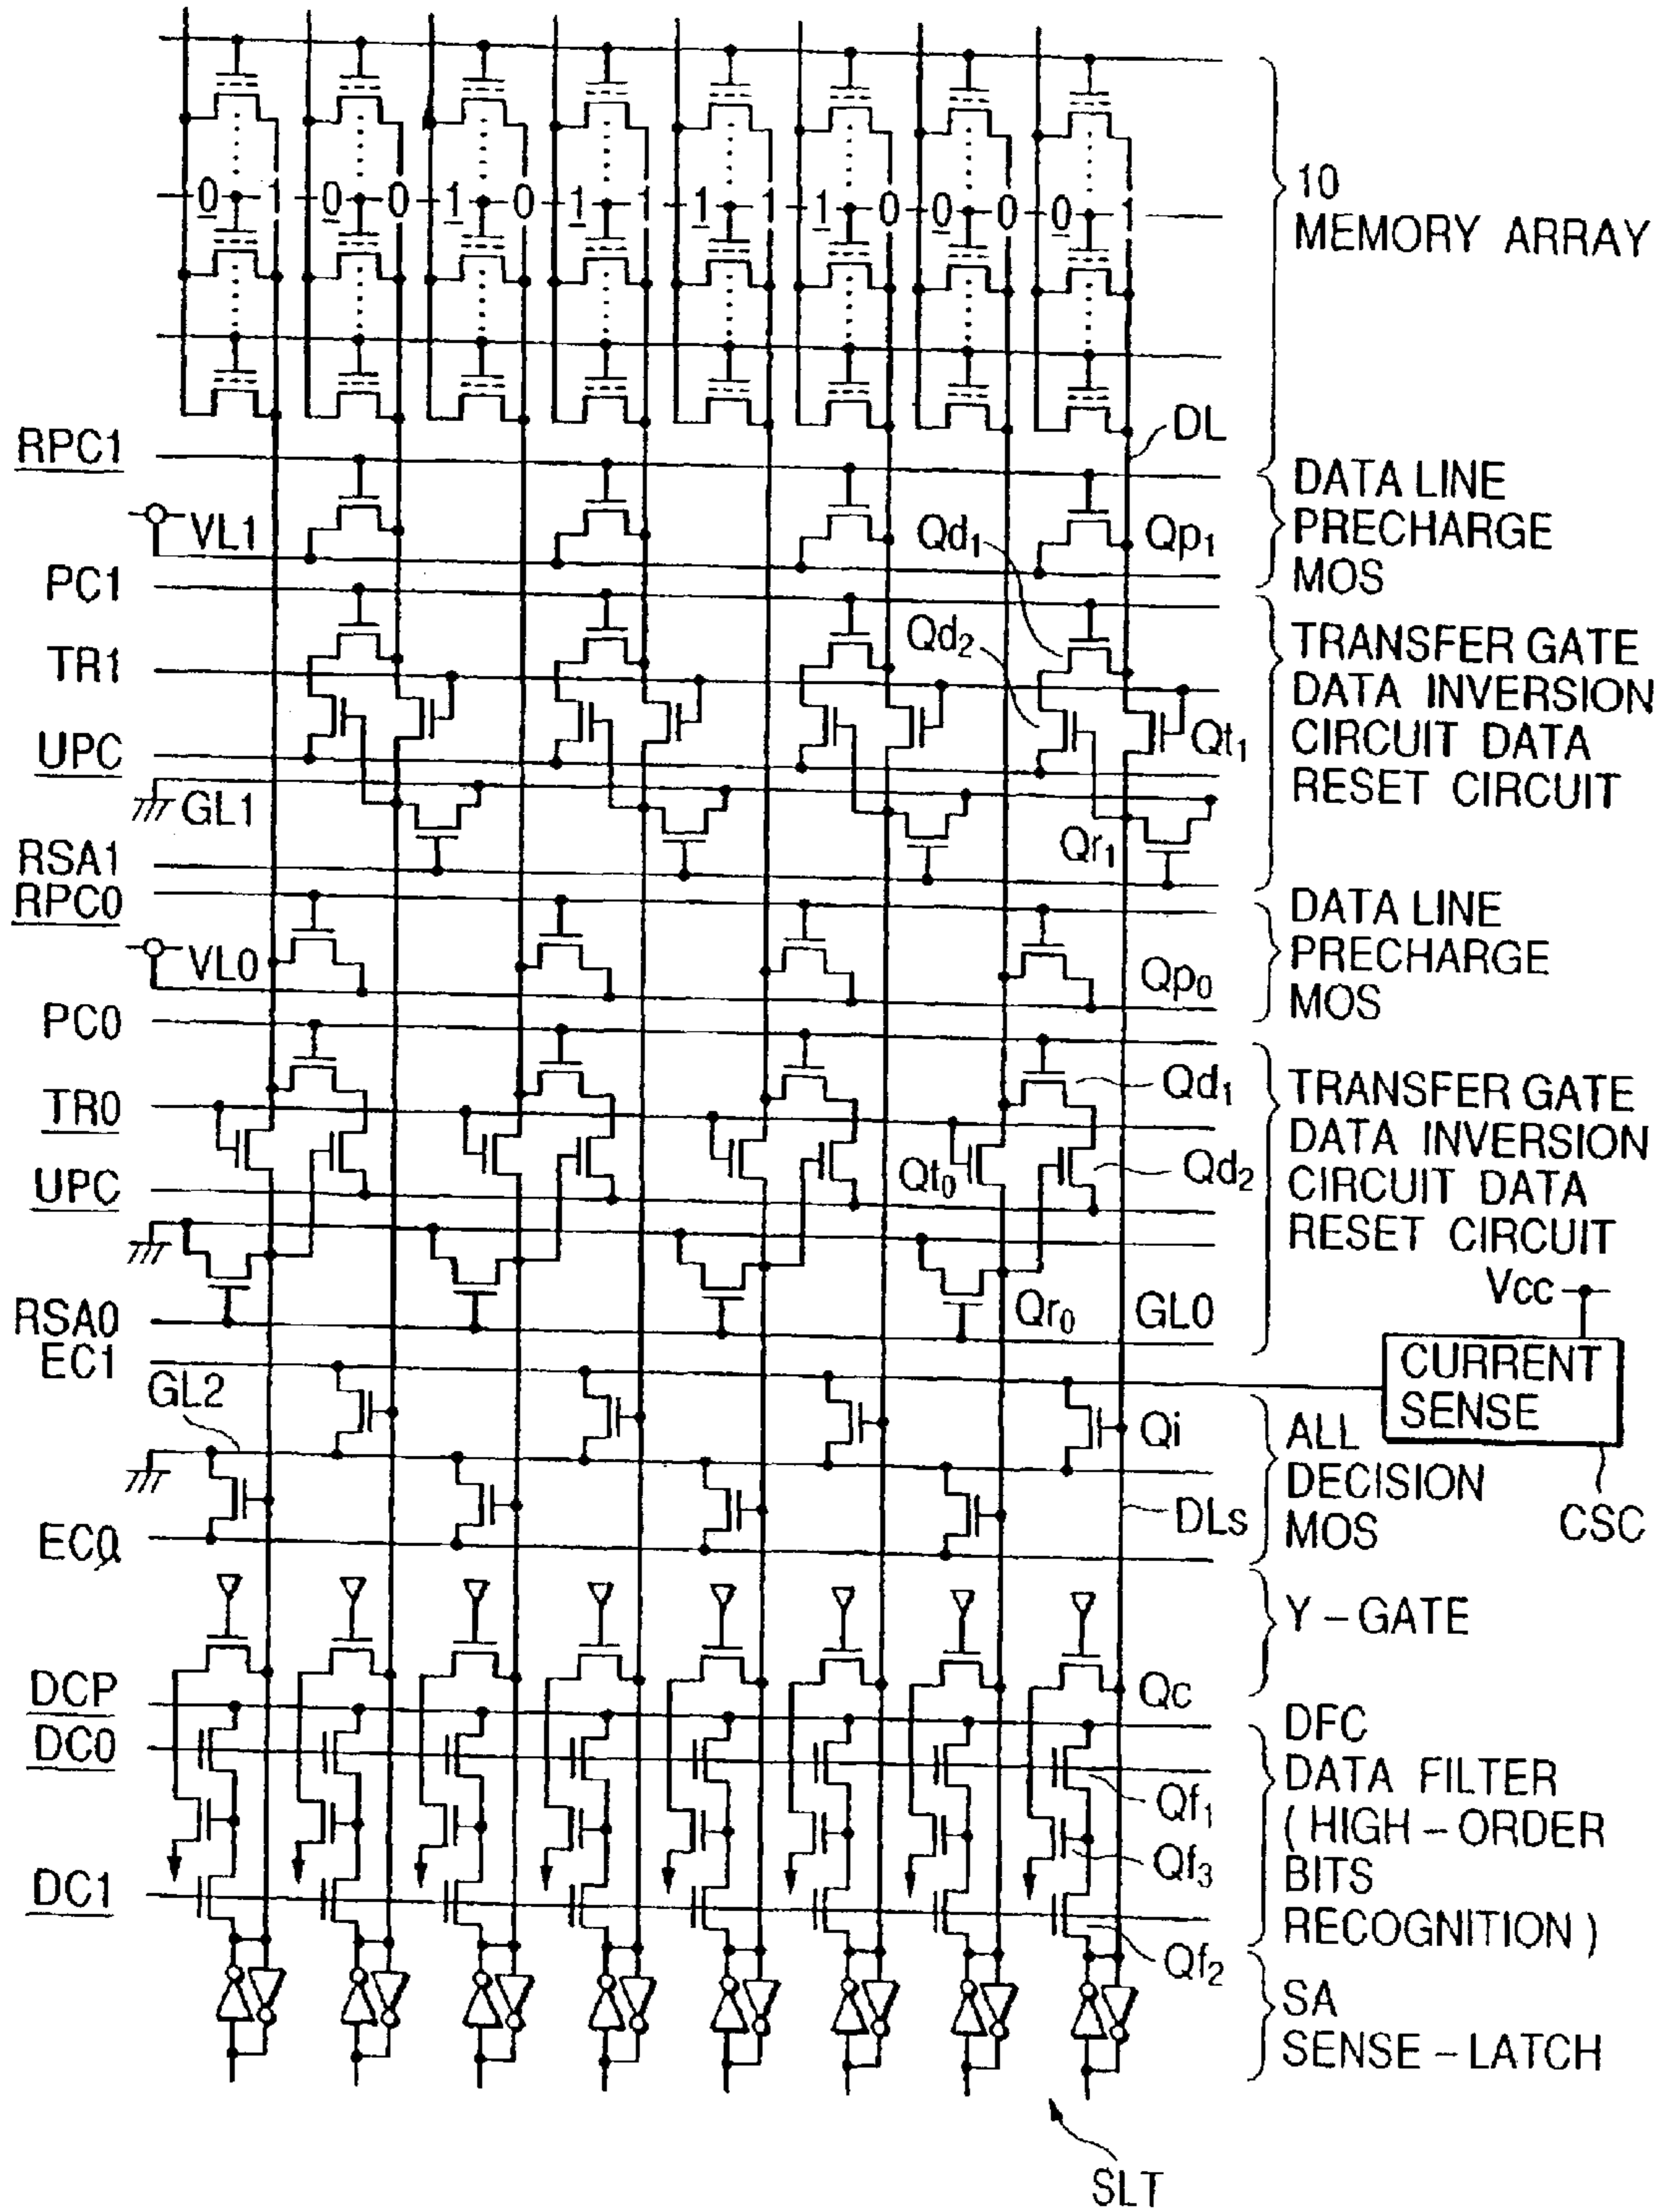 0 1 0 0 1 0 1 1 1 1 1 0 0 0 0 1
10
MEMORY ARRAY
DL
RPC1
DATA LINE
PRECHARGE
MOS
VL1
Qd1
Qp1
PC1
TRANSFER GATE
DATA INVERSION
CIRCUIT DATA
RESET CIRCUIT
Qd2
TR1
UPC
Qt1
GL1
Qr1
RSA1
RPC0
DATA LINE
PRECHARGE
MOS
VL0
Qp0
PC0
TRANSFER GATE
DATA INVERSION
CIRCUIT DATA
RESET CIRCUIT
Qd1
TR0
Qt0
Qd2
UPC
Vcc
Qr0
GL0
RSA0
EC1
CURRENT
SENSE
GL2
Qi
ALL
DECISION
MOS
DLs
CSC
EC0
Y-GATE
Qc
DCP
DC0
DFC
DATA FILTER
(HIGH-ORDER
BITS
RECOGNITION)
Qf1
Qf3
DC1
Qf2
SA
SENSE-LATCH
SLT